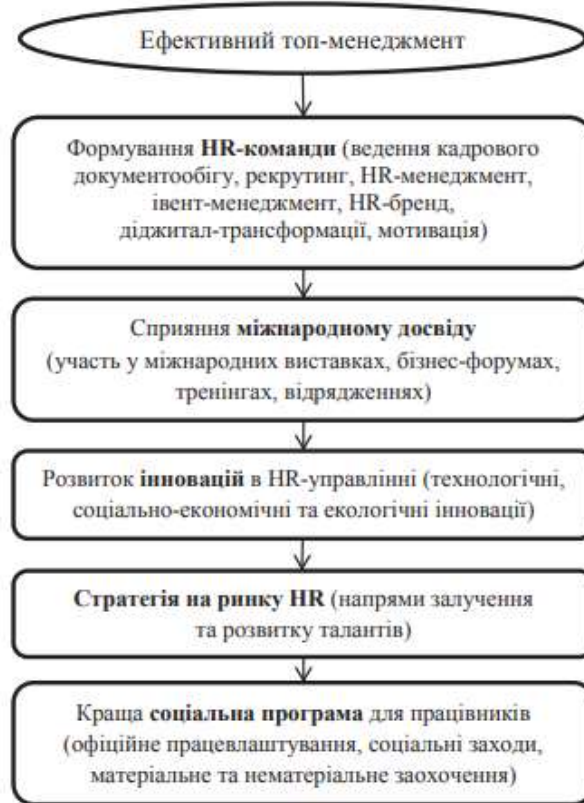 Ефективний топ-менеджмент
Формування HR-команди (ведення кадрового
документообігу, рекрутинг, HR-менеджмент,
івент-менеджмент, HR-бренд,
діджитал-трансформації, мотивація)
Сприяння міжнародному досвіду
(участь у міжнародних виставках, бізнес-форумах,
тренінгах, відрядженнях)
Розвиток інновацій в HR-управлінні (технологічні,
соціально-економічні та екологічні інновації)
Стратегія на ринку HR (напрями залучення
та розвитку талантів)
Краща соціальна програма для працівників
(офіційне працевлаштування, соціальні заходи,
матеріальне та нематеріальне заохочення)